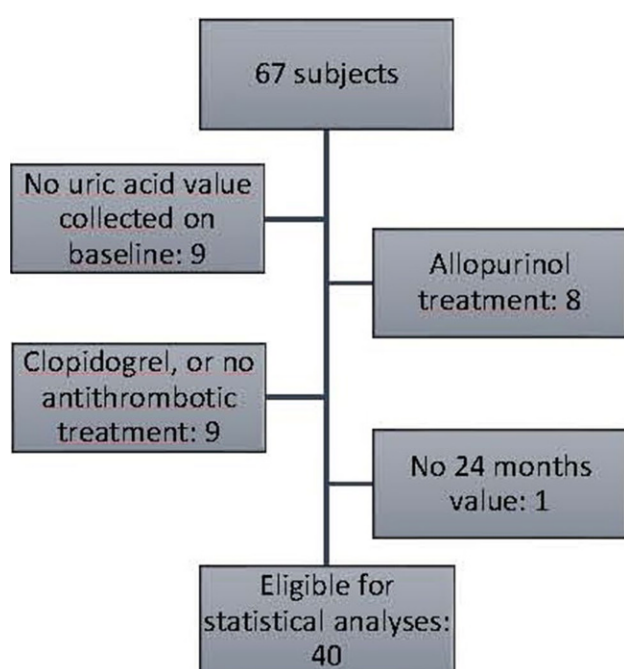 67 subjects
No uric acid value
collected on
baseline: 9
Allopurinol
treatment: 8
Clopidogrel, or no
antithrombotic
treatment: 9
No 24 months
value: 1
Eligible for
statistical analyses:
40